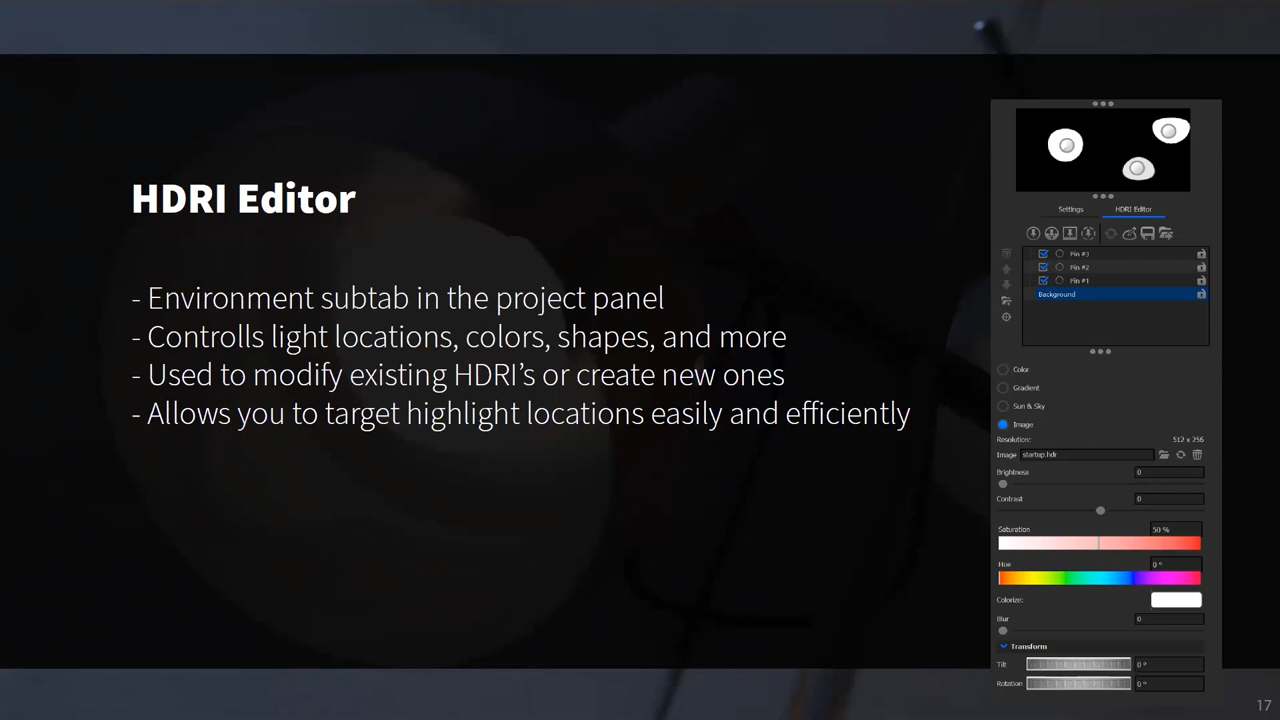 HDRI Editor
- Environment subtab in the project panel
- Controlls light locations, colors, shapes, and more
- Used to modify existing HDRI’s or create new ones
- Allows you to target highlight locations easily and efficiently
Settings HDRI Editor
Pin #3
Pin #2
Pin #1
Background
Color
Gradient
Sun & Sky
Image
Resolution: 512 x 256
Image startup.hdr
Brightness 0
Contrast 0
Saturation 50 %
Hue 0 °
Colorize:
Blur 0
Transform
Tilt 0 °
Rotation 0 °
17